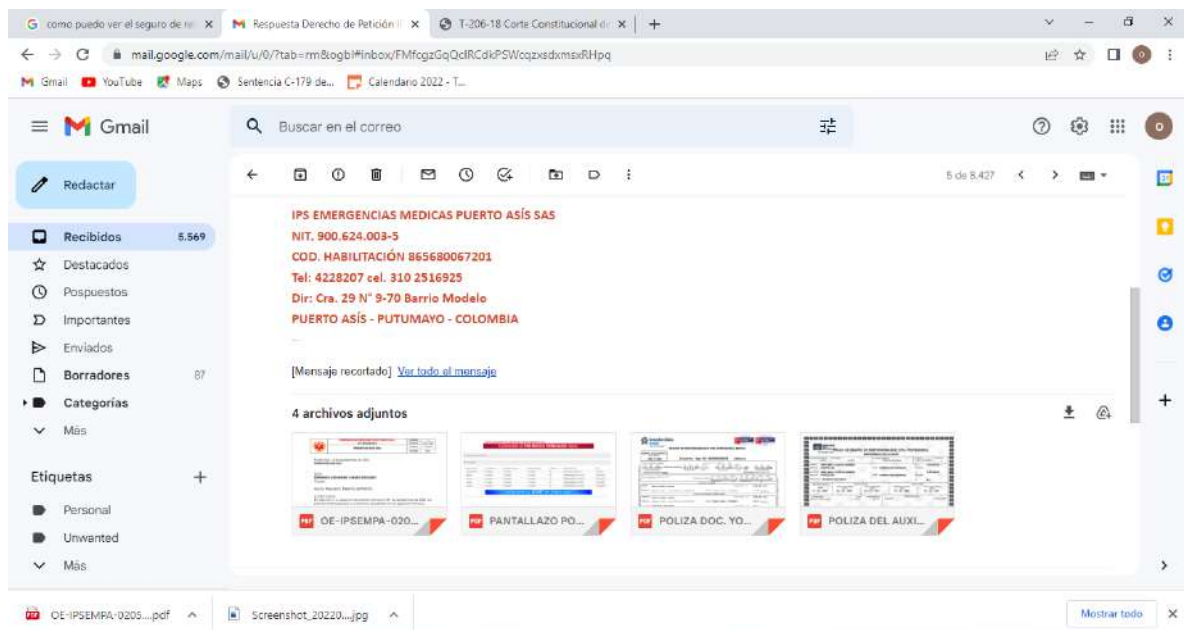 como puedo ver el seguro de re
Respuesta Derecho de Petición
T-206-18 Corte Constitucional de
mail.google.com/mail/u/0/?tab=rm&ogbl#inbox/FMfcgzGqQclRCdkPSWcqzxsdxmsxRHpq
Gmail
YouTube
Maps
Sentencia C-179 de...
Calendario 2022 - T...
Gmail
Buscar en el correo
Redactar
5 de 8.427
Recibidos 5.569
Destacados
Pospuestos
Importantes
Enviados
Borradores 87
Categorías
Más
Etiquetas
Personal
Unwanted
Más
IPS EMERGENCIAS MEDICAS PUERTO ASÍS SAS
NIT. 900.624.003-5
COD. HABILITACIÓN 865680067201
Tel: 4228207 cel. 310 2516925
Dir: Cra. 29 N° 9-70 Barrio Modelo
PUERTO ASÍS - PUTUMAYO - COLOMBIA
...
[Mensaje recortado] Ver todo el mensaje
4 archivos adjuntos
PDF OE-IPSEMPA-020...
PDF PANTALLAZO PO...
PDF POLIZA DOC. YO...
PDF POLIZA DEL AUXI...
OE-IPSEMPA-0205....pdf
Screenshot_20220....jpg
Mostrar todo